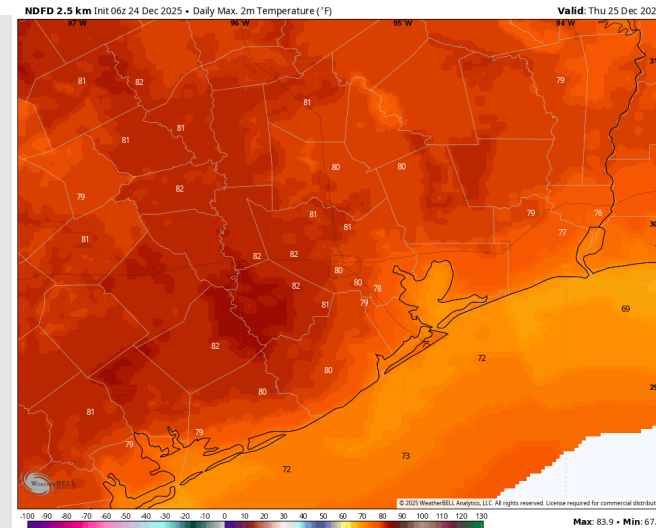 NDFD 2.5 km Init 06z 24 Dec 2025 • Daily Max. 2m Temperature (°F)
Valid: Thu 25 Dec 202
97°W 96°W 95°W 94°W
81 82 79
81
81 81
80 80
79 82
81 81 79 76
81 77
82 82
80
82 80 78
81 79
69
82 75 72
80
80
81
79 79
73
72
WeatherBELL
© 2025 WeatherBELL Analytics, LLC. All rights reserved. License required for commercial distribut
-100 -90 -80 -70 -60 -50 -40 -30 -20 -10 0 10 20 30 40 50 60 70 80 90 100 110 120 130
Max: 83.9 • Min: 67.